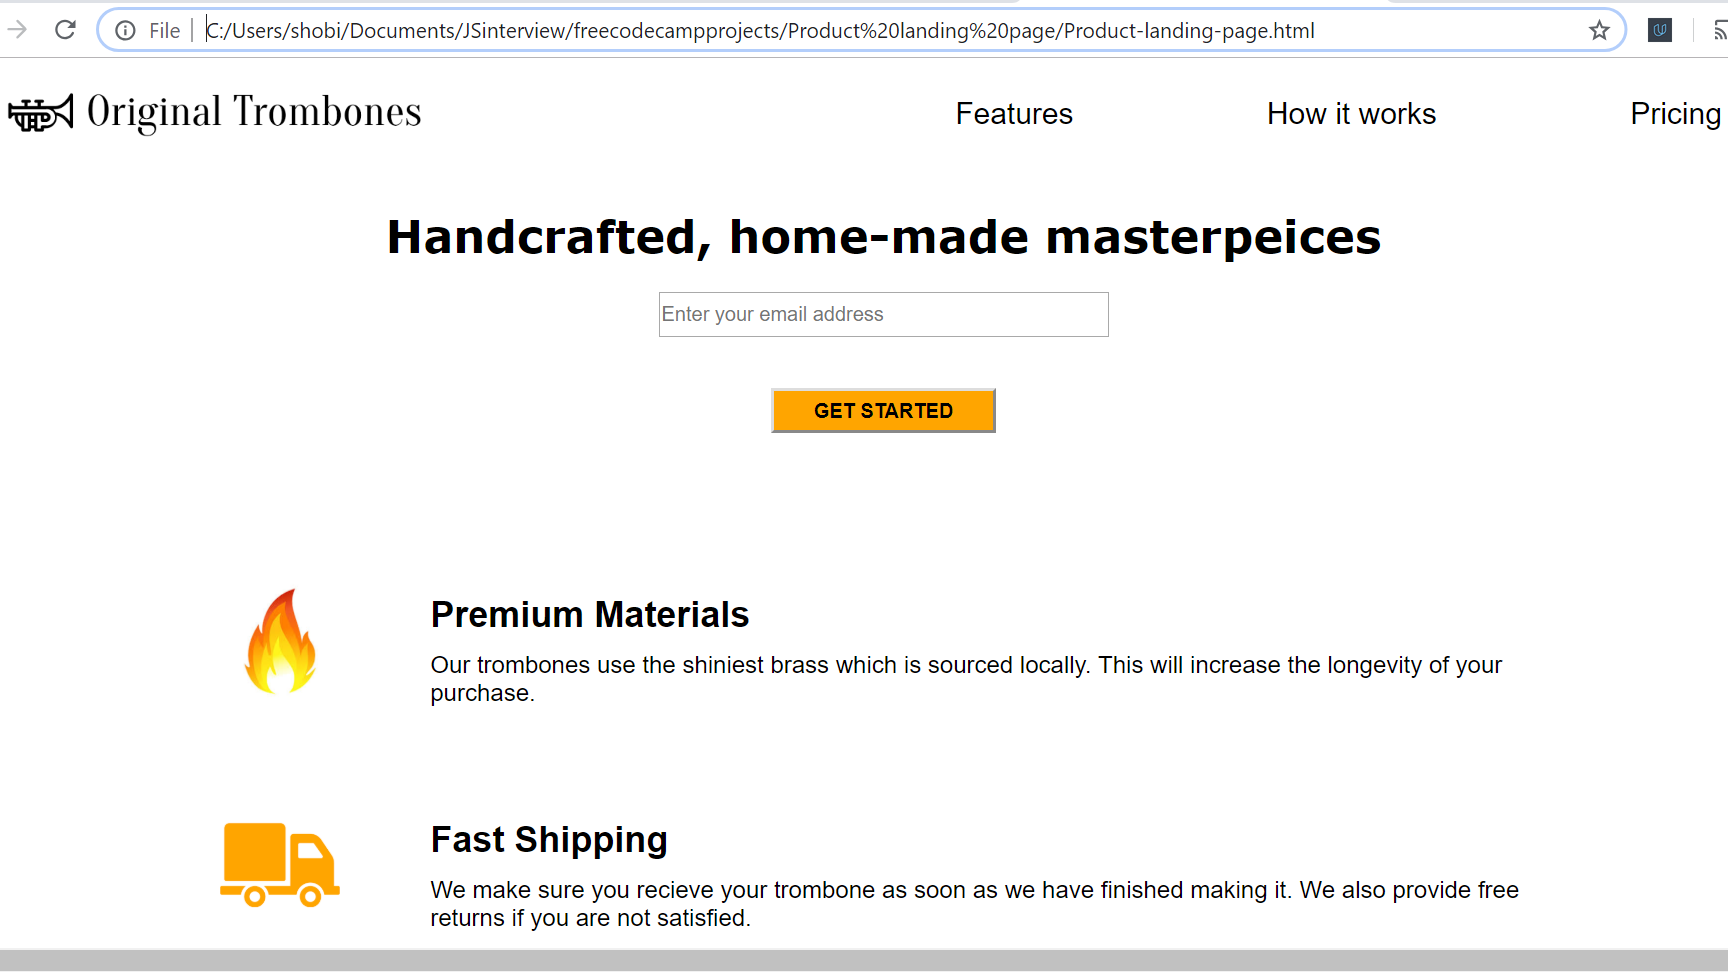 File C:/Users/shobi/Documents/JSinterview/freecodecampprojects/Product%20landing%20page/Product-landing-page.html
Original Trombones Features How it works Pricing
Handcrafted, home-made masterpeices
Enter your email address
GET STARTED
Premium Materials
Our trombones use the shiniest brass which is sourced locally. This will increase the longevity of your
purchase.
Fast Shipping
We make sure you recieve your trombone as soon as we have finished making it. We also provide free
returns if you are not satisfied.